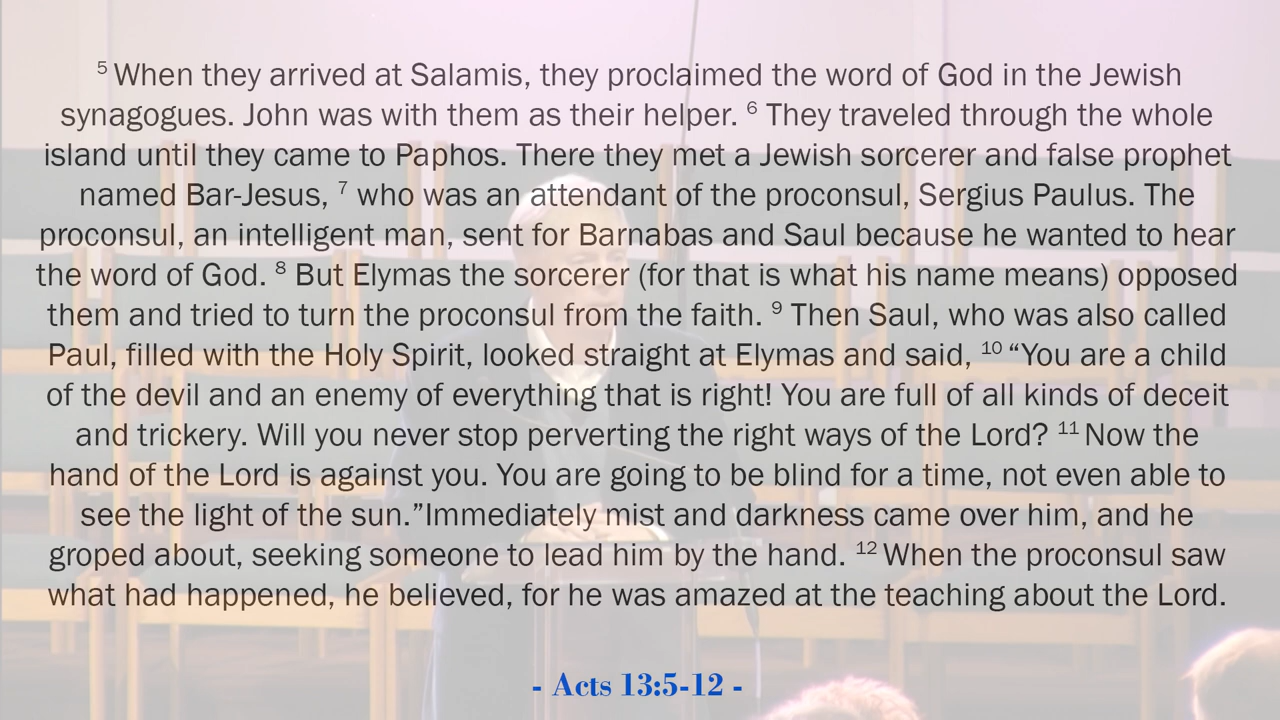 5 When they arrived at Salamis, they proclaimed the word of God in the Jewish
synagogues. John was with them as their helper. 6 They traveled through the whole
island until they came to Paphos. There they met a Jewish sorcerer and false prophet
named Bar-Jesus, 7 who was an attendant of the proconsul, Sergius Paulus. The
proconsul, an intelligent man, sent for Barnabas and Saul because he wanted to hear
the word of God. 8 But Elymas the sorcerer (for that is what his name means) opposed
them and tried to turn the proconsul from the faith. 9 Then Saul, who was also called
Paul, filled with the Holy Spirit, looked straight at Elymas and said, 10 “You are a child
of the devil and an enemy of everything that is right! You are full of all kinds of deceit
and trickery. Will you never stop perverting the right ways of the Lord? 11 Now the
hand of the Lord is against you. You are going to be blind for a time, not even able to
see the light of the sun.”Immediately mist and darkness came over him, and he
groped about, seeking someone to lead him by the hand. 12 When the proconsul saw
what had happened, he believed, for he was amazed at the teaching about the Lord.
- Acts 13:5-12 -